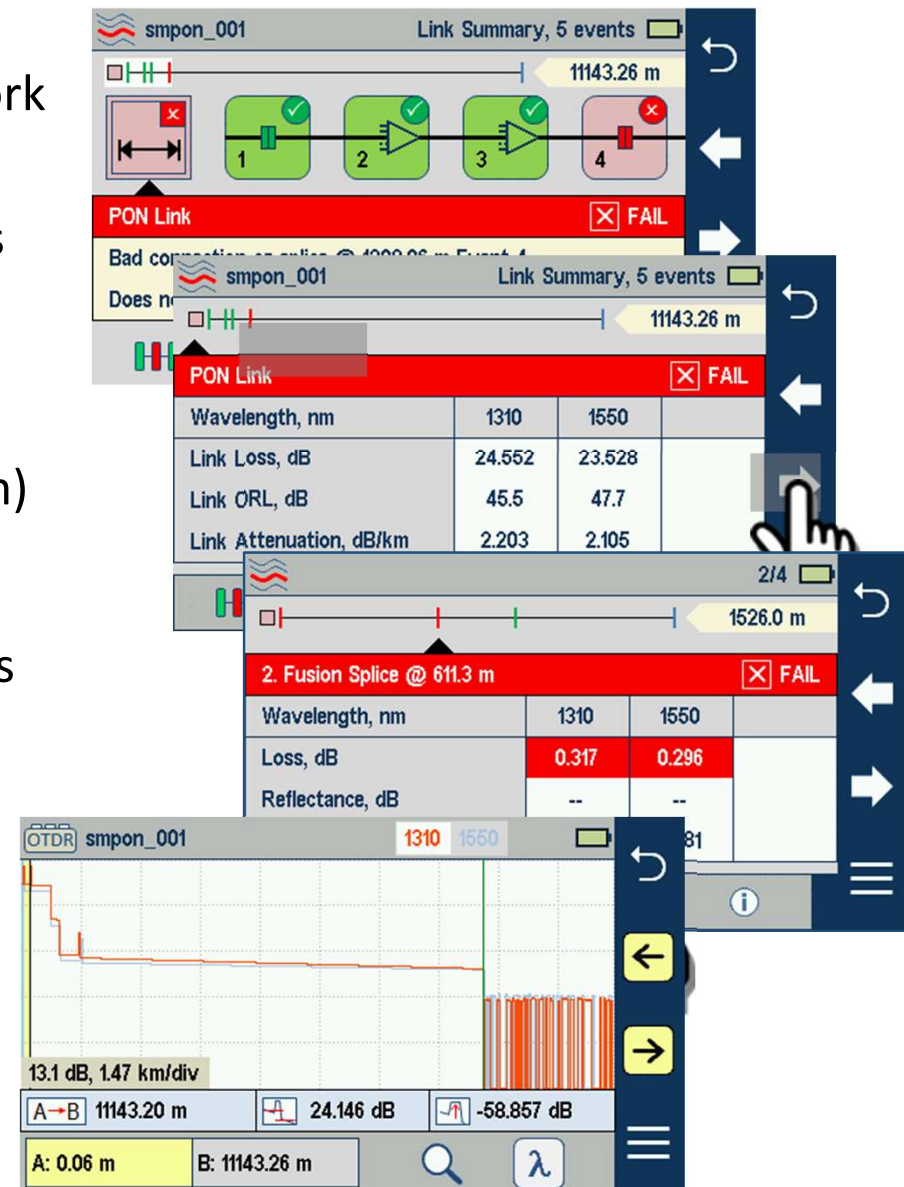 smpon_001 Link Summary, 5 events
11143.26 m
1 2 3 4
PON Link FAIL
Bad
Does
smpon_001 Link Summary, 5 events
11143.26 m
PON Link FAIL
Wavelength, nm 1310 1550
Link Loss, dB 24.552 23.528
Link ORL, dB 45.5 47.7
Link Attenuation, dB/km 2.203 2.105
2/4
1526.0 m
2. Fusion Splice @ 611.3 m FAIL
Wavelength, nm 1310 1550
Loss, dB 0.317 0.296
Reflectance, dB -- --
81
i
OTDR smpon_001 1310 1550
13.1 dB, 1.47 km/div
A→B 11143.20 m 24.146 dB -58.857 dB
A: 0.06 m B: 11143.26 m λ